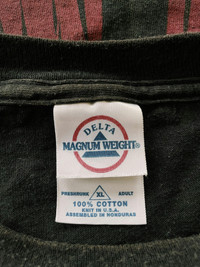 DELTA
MAGNUM WEIGHT®
PRESHRUNK XL ADULT
100% COTTON
KNIT IN U.S.A.
ASSEMBLED IN HONDURAS